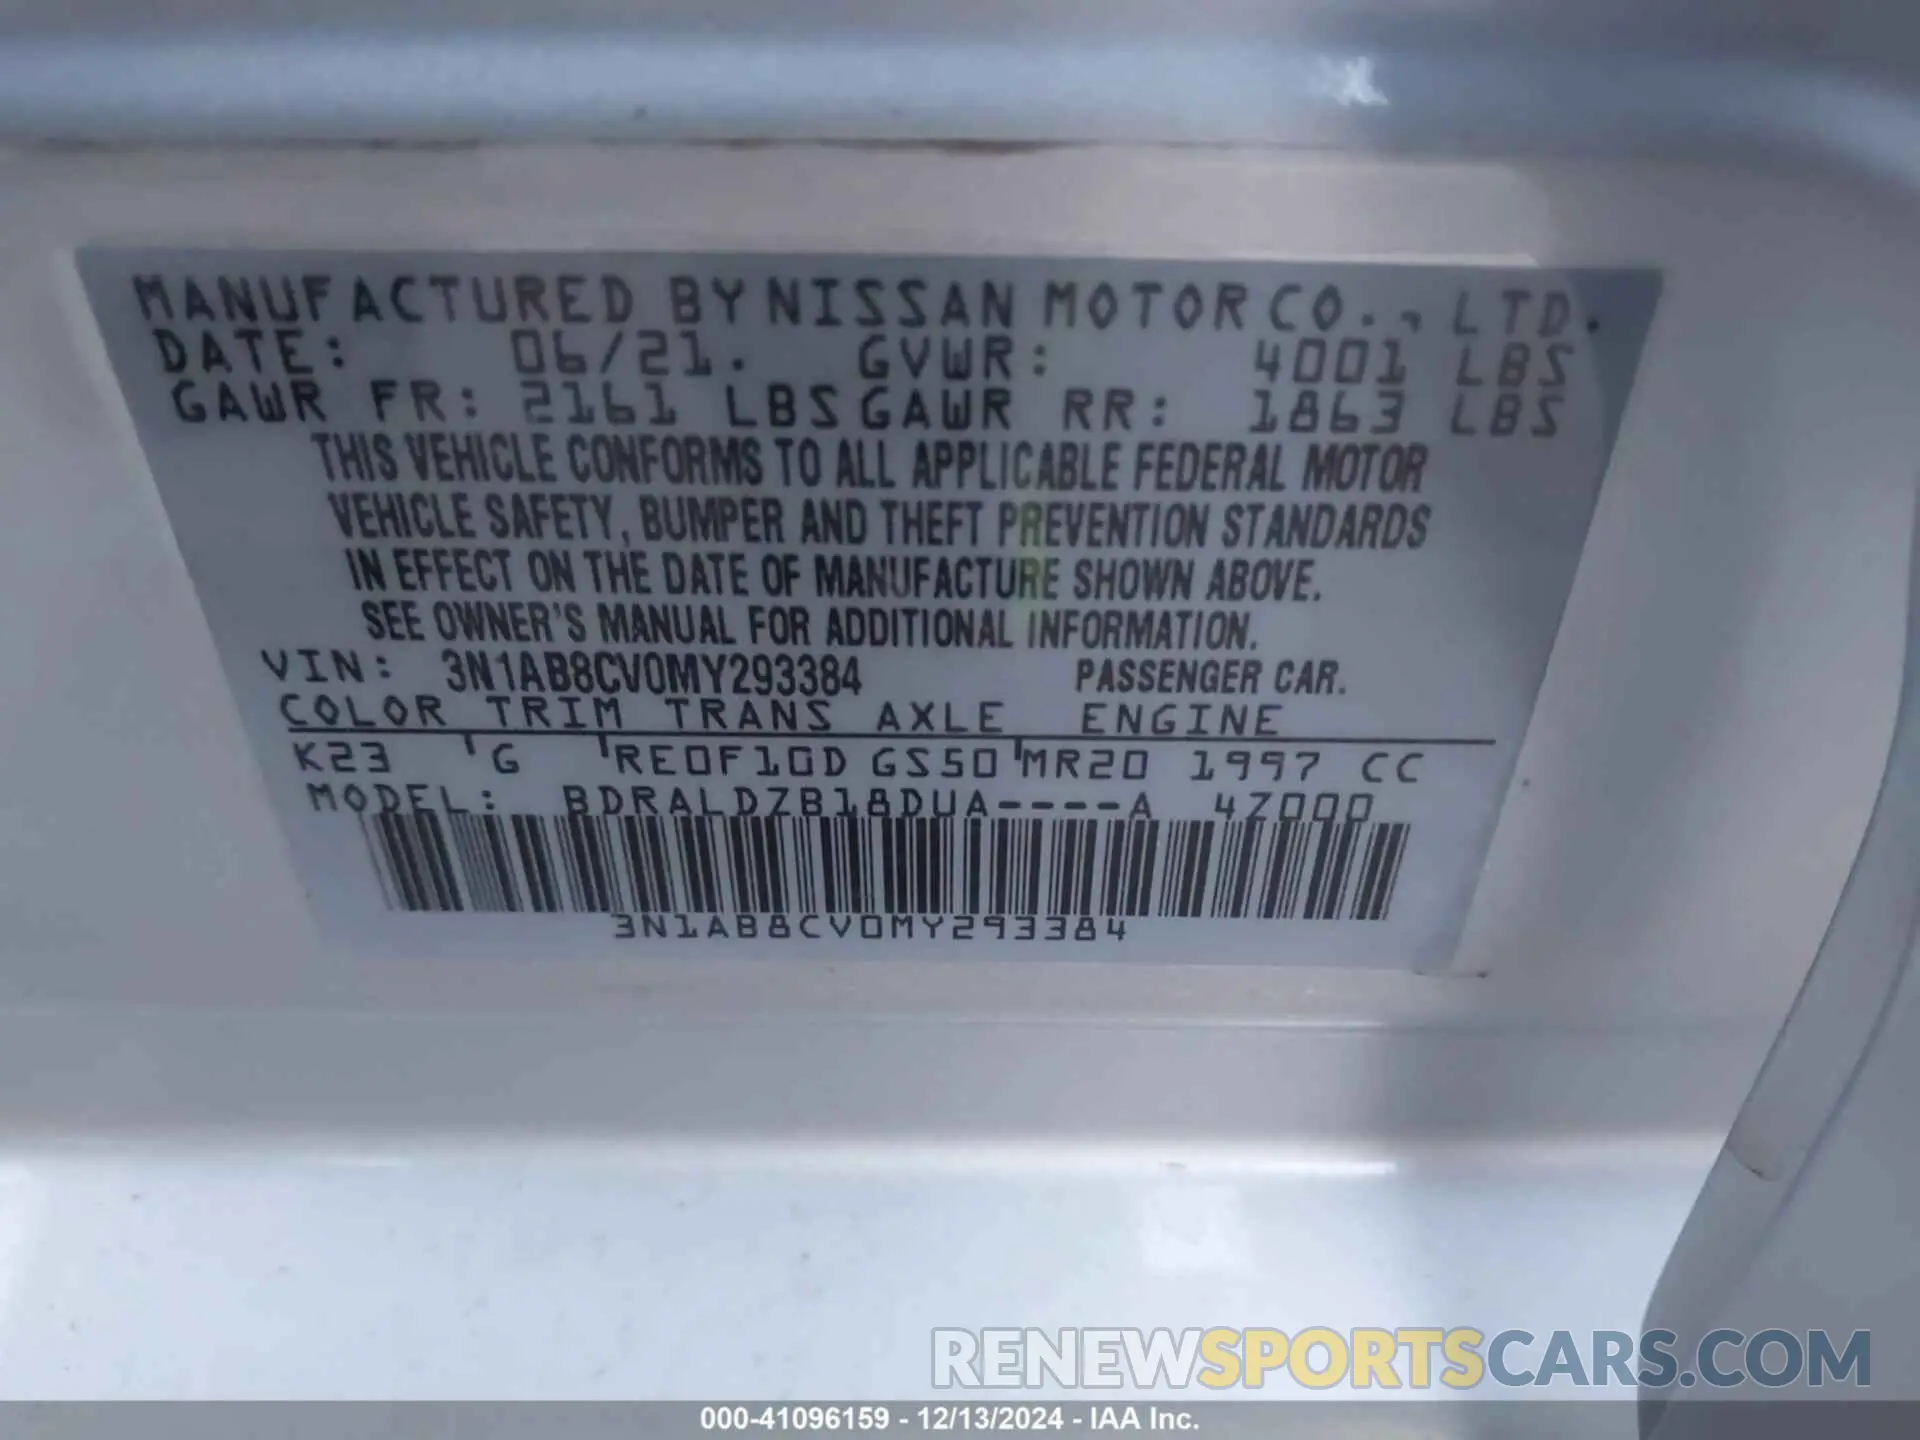 MANUFACTURED BY NISSAN MOTOR CO., LTD.
DATE: 06/21. GVWR: 4001 LBS
GAWR FR: 2161 LBS GAWR RR: 1863 LBS
THIS VEHICLE CONFORMS TO ALL APPLICABLE FEDERAL MOTOR
VEHICLE SAFETY, BUMPER AND THEFT PREVENTION STANDARDS
IN EFFECT ON THE DATE OF MANUFACTURE SHOWN ABOVE.
SEE OWNER'S MANUAL FOR ADDITIONAL INFORMATION.
VIN: 3N1AB8CV0MY293384 PASSENGER CAR.
COLOR TRIM TRANS AXLE ENGINE
K23 G RE0F10D GS50 MR20 1997 CC
MODEL: BDRALDZB18DUA----A 4Z000
3N1AB8CV0MY293384
RENEWSPORTSCARS.COM
000-41096159 - 12/13/2024 - IAA Inc.